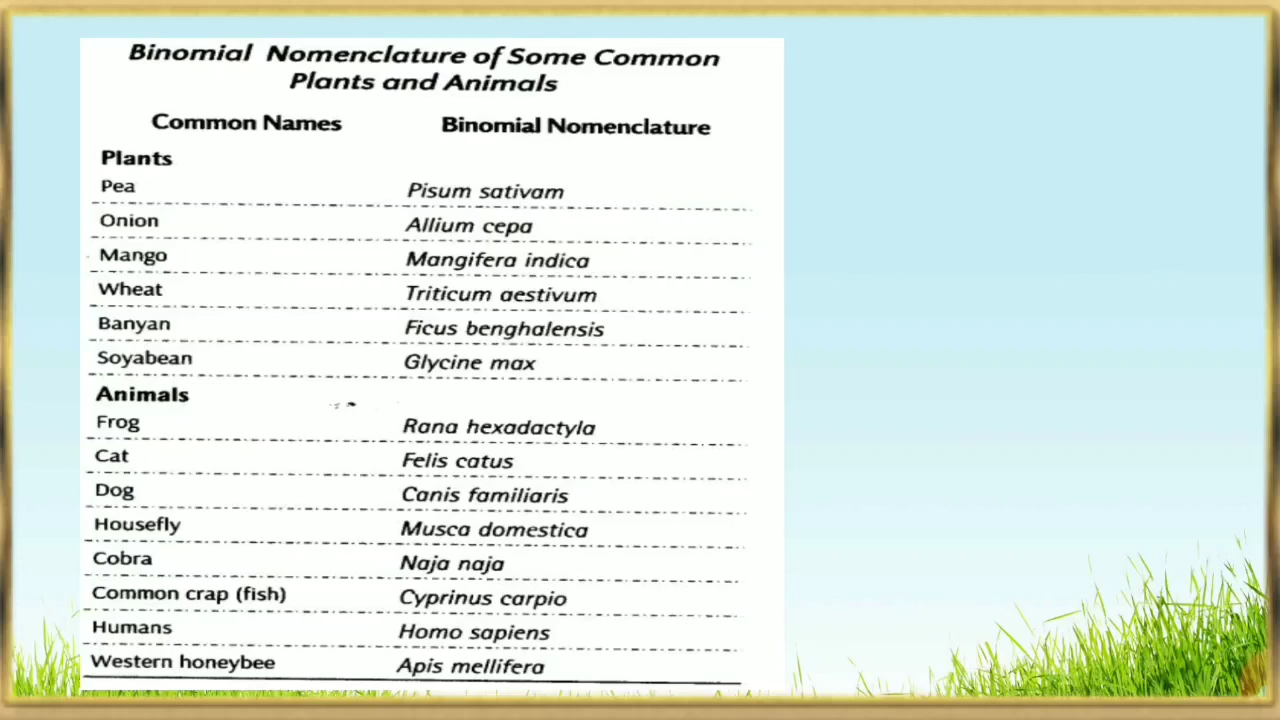 Binomial Nomenclature of Some Common
Plants and Animals
Common Names Binomial Nomenclature
Plants
Pea Pisum sativam
Onion Allium cepa
Mango Mangifera indica
Wheat Triticum aestivum
Banyan Ficus benghalensis
Soyabean Glycine max
Animals
Frog Rana hexadactyla
Cat Felis catus
Dog Canis familiaris
Housefly Musca domestica
Cobra Naja naja
Common crap (fish) Cyprinus carpio
Humans Homo sapiens
Western honeybee Apis mellifera